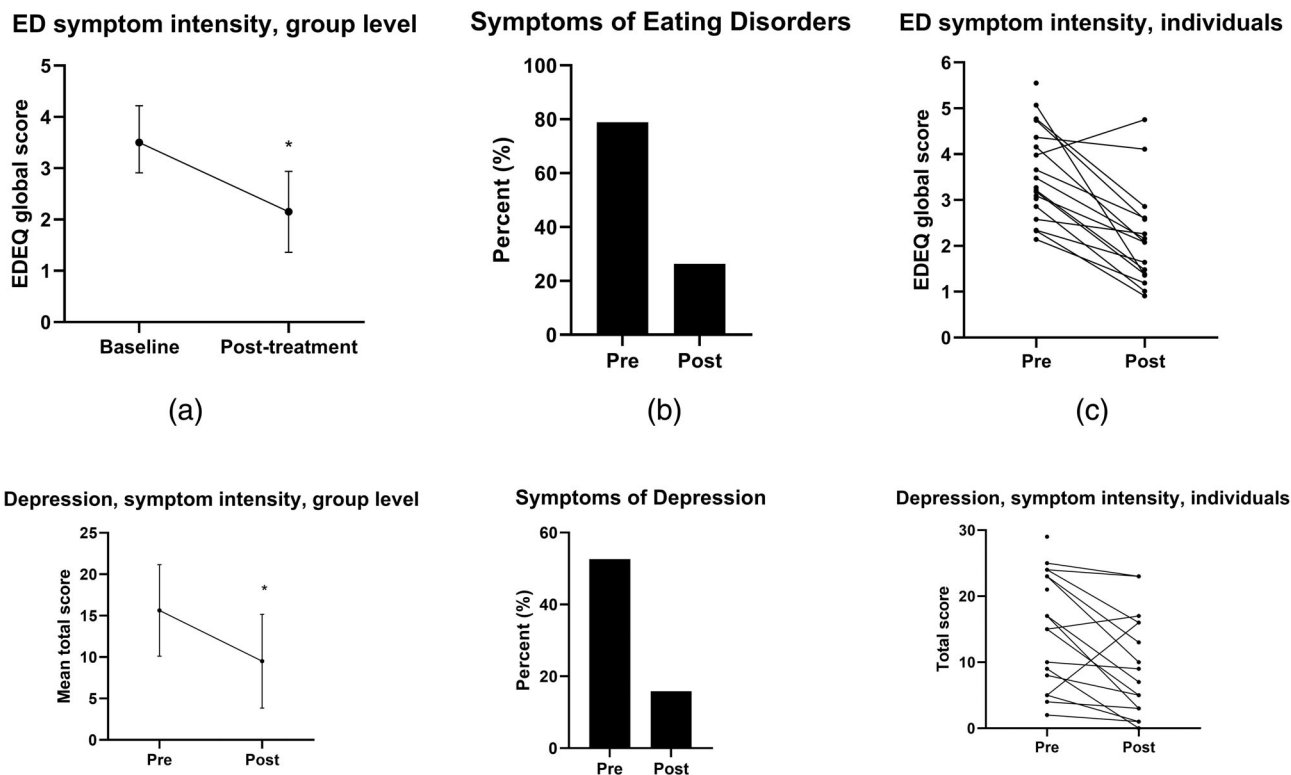 ED symptom intensity, group level
EDEQ global score
5
4
3
2
1
0
*
Baseline Post-treatment
(a)
Symptoms of Eating Disorders
Percent (%)
100
80
60
40
20
0
Pre Post
(b)
ED symptom intensity, individuals
EDEQ global score
6
5
4
3
2
1
0
Pre Post
(c)
Depression, symptom intensity, group level
Mean total score
25
20
15
10
5
0
*
Pre Post
Symptoms of Depression
Percent (%)
60
40
20
0
Pre Post
Depression, symptom intensity, individuals
Total score
30
20
10
0
Pre Post